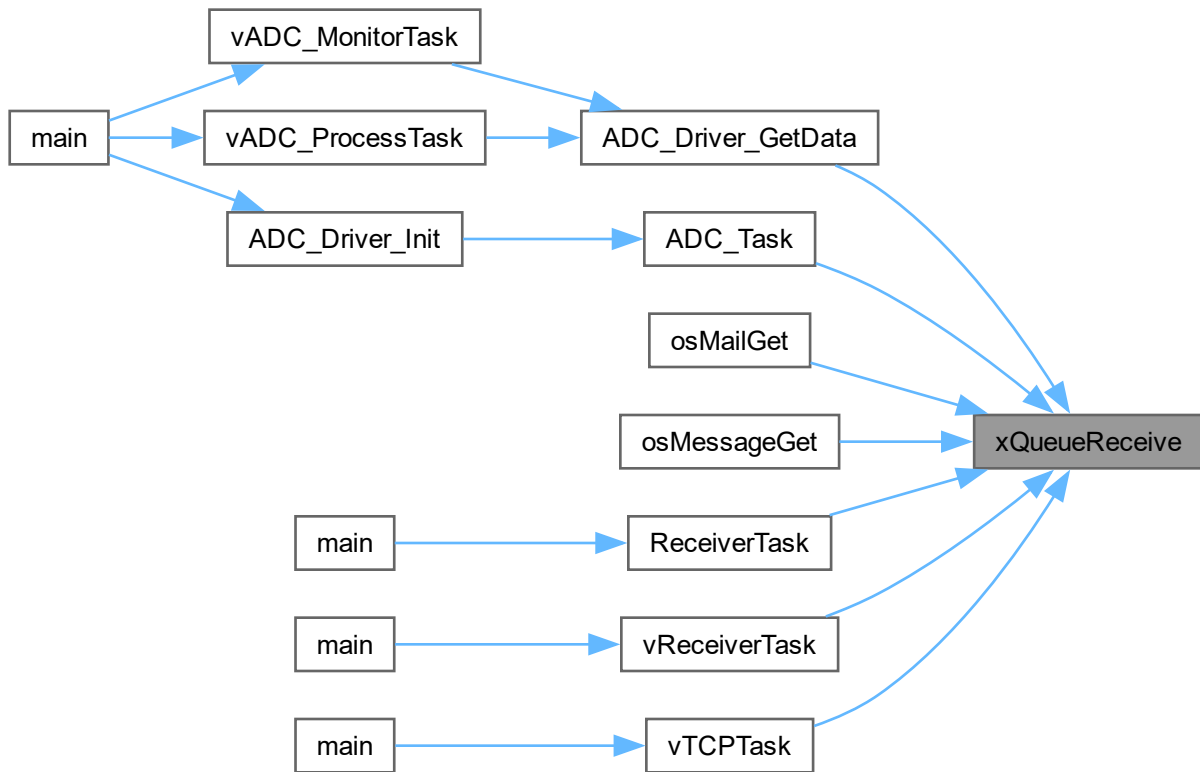 vADC_MonitorTask
main
vADC_ProcessTask
ADC_Driver_GetData
ADC_Driver_Init
ADC_Task
osMailGet
osMessageGet
xQueueReceive
main
ReceiverTask
main
vReceiverTask
main
vTCPTask